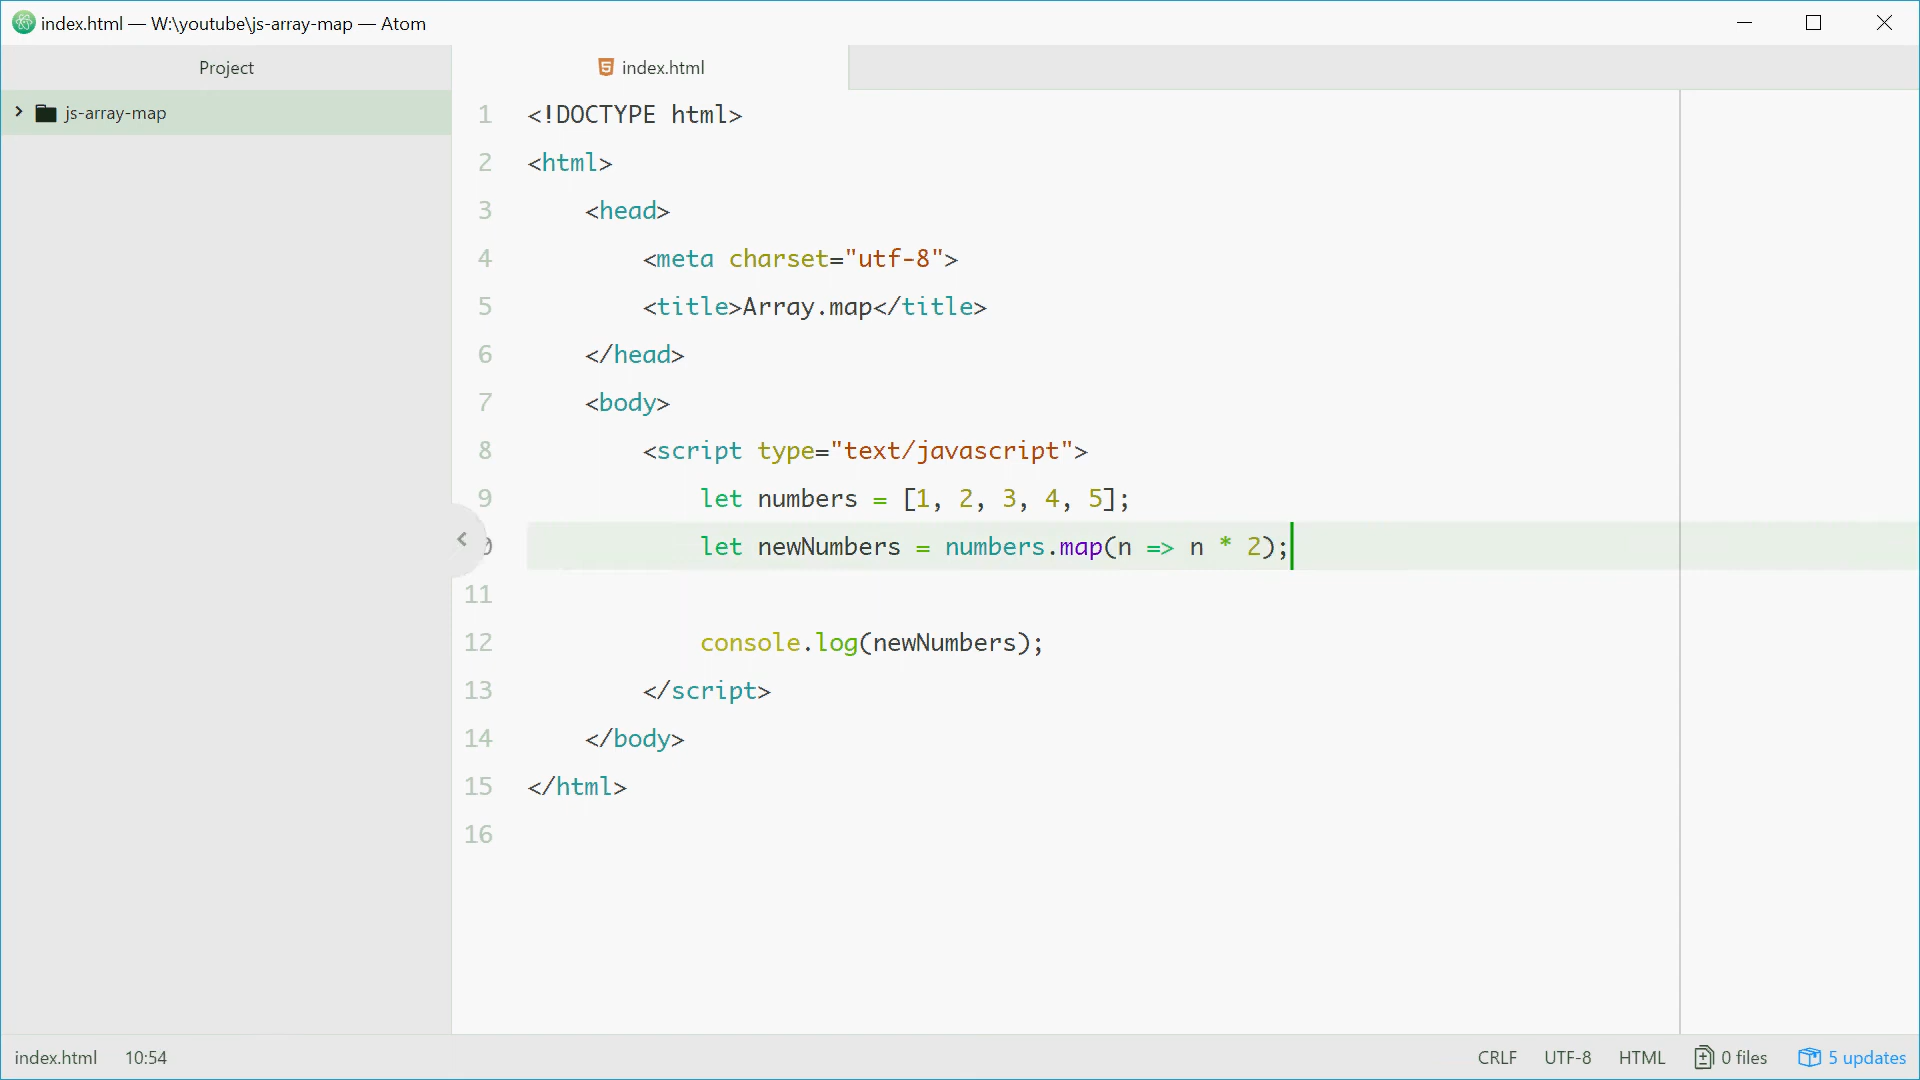 index.html — W:\youtube\js-array-map — Atom
Project
index.html
js-array-map
1 <!DOCTYPE html>
2 <html>
3 <head>
4 <meta charset="utf-8">
5 <title>Array.map</title>
6 </head>
7 <body>
8 <script type="text/javascript">
9 let numbers = [1, 2, 3, 4, 5];
let newNumbers = numbers.map(n => n * 2);
11
12 console.log(newNumbers);
13 </script>
14 </body>
15 </html>
16
index.html 10:54 CRLF UTF-8 HTML 0 files 5 updates